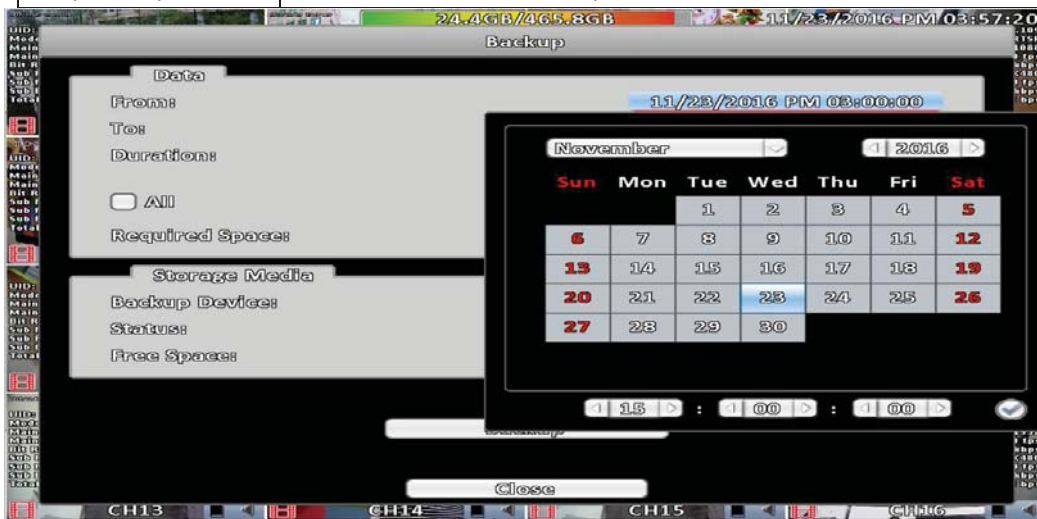 24.4GB/465.8GB
11/23/2016 PM 03:57:20
Backup
Data
From: 11/23/2016 PM 03:00:00
To:
Duration:
All
Required Space:
Storage Media
Backup Device:
Status:
Free Space:
November 2016
Sun Mon Tue Wed Thu Fri Sat
1 2 3 4 5
6 7 8 9 10 11 12
13 14 15 16 17 18 19
20 21 22 23 24 25 26
27 28 29 30
15 : 00 : 00
Backup
Close
CH13 CH14 CH15 CH16